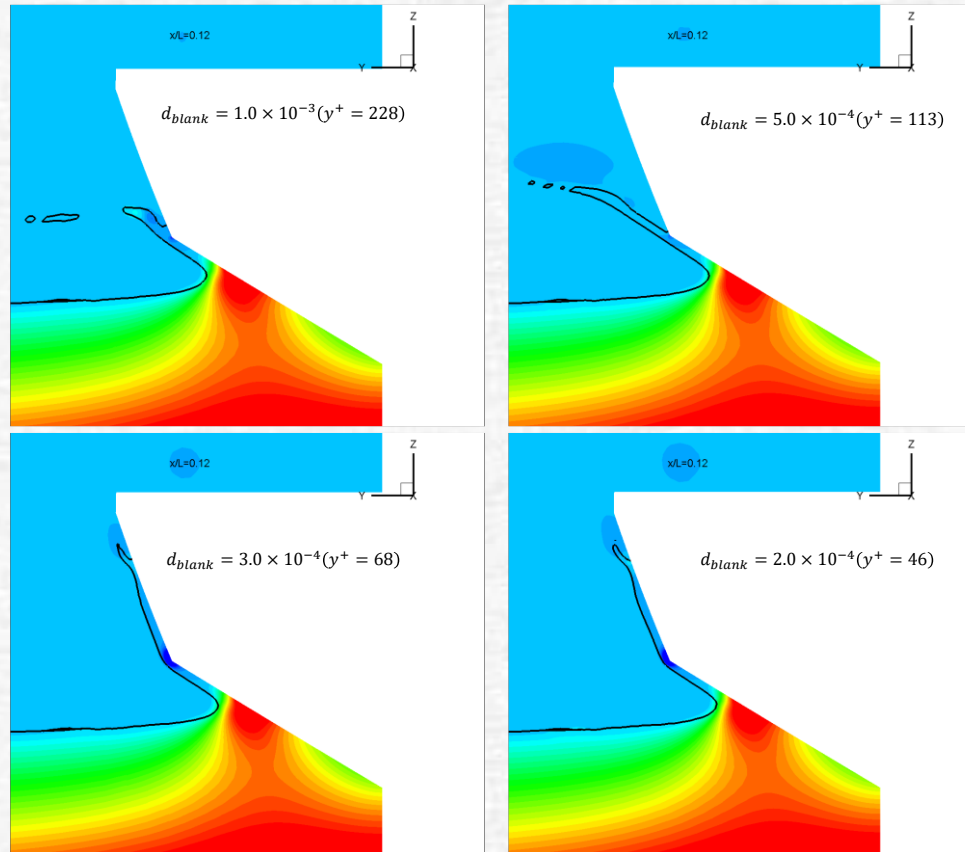 x/L=0.12
Z
Y
X
d_blank = 1.0 × 10⁻³(y⁺ = 228)
x/L=0.12
Z
Y
X
d_blank = 5.0 × 10⁻⁴(y⁺ = 113)
x/L=0.12
Z
Y
X
d_blank = 3.0 × 10⁻⁴(y⁺ = 68)
x/L=0.12
Z
Y
X
d_blank = 2.0 × 10⁻⁴(y⁺ = 46)